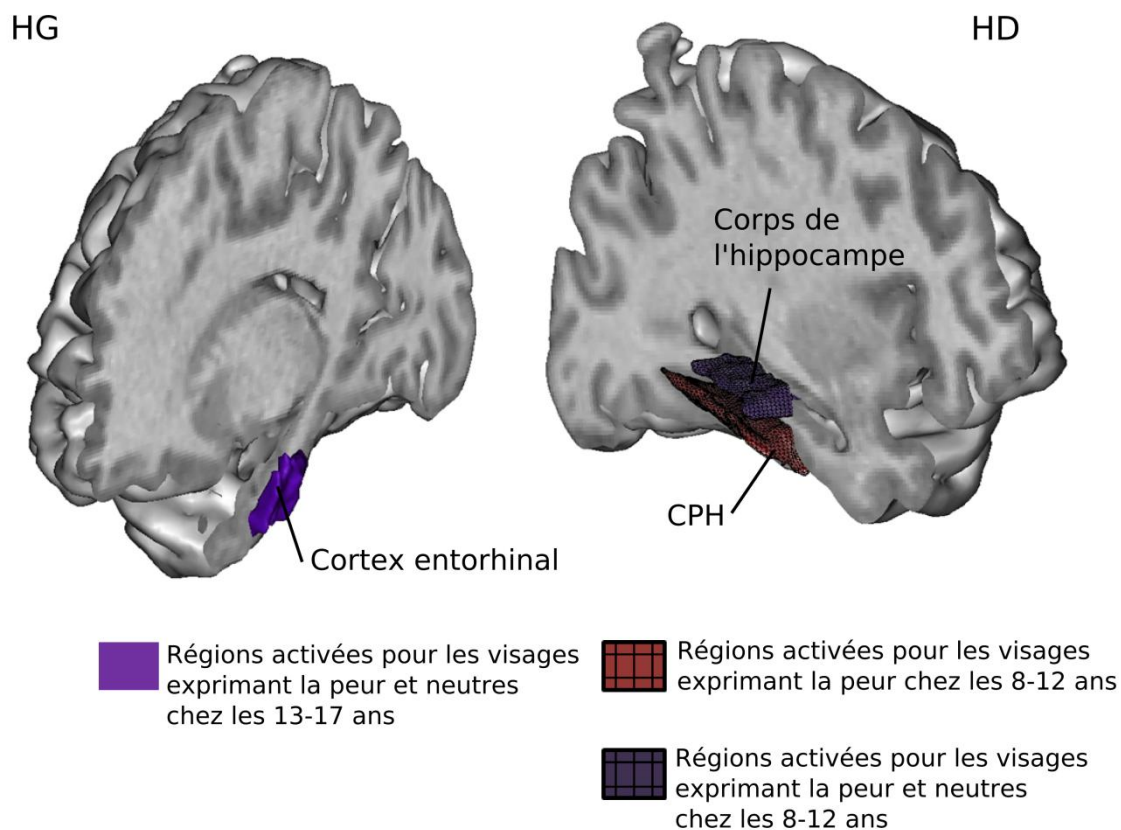 HG
HD
Corps de
l'hippocampe
CPH
Cortex entorhinal
Régions activées pour les visages
exprimant la peur et neutres
chez les 13-17 ans
Régions activées pour les visages
exprimant la peur chez les 8-12 ans
Régions activées pour les visages
exprimant la peur et neutres
chez les 8-12 ans